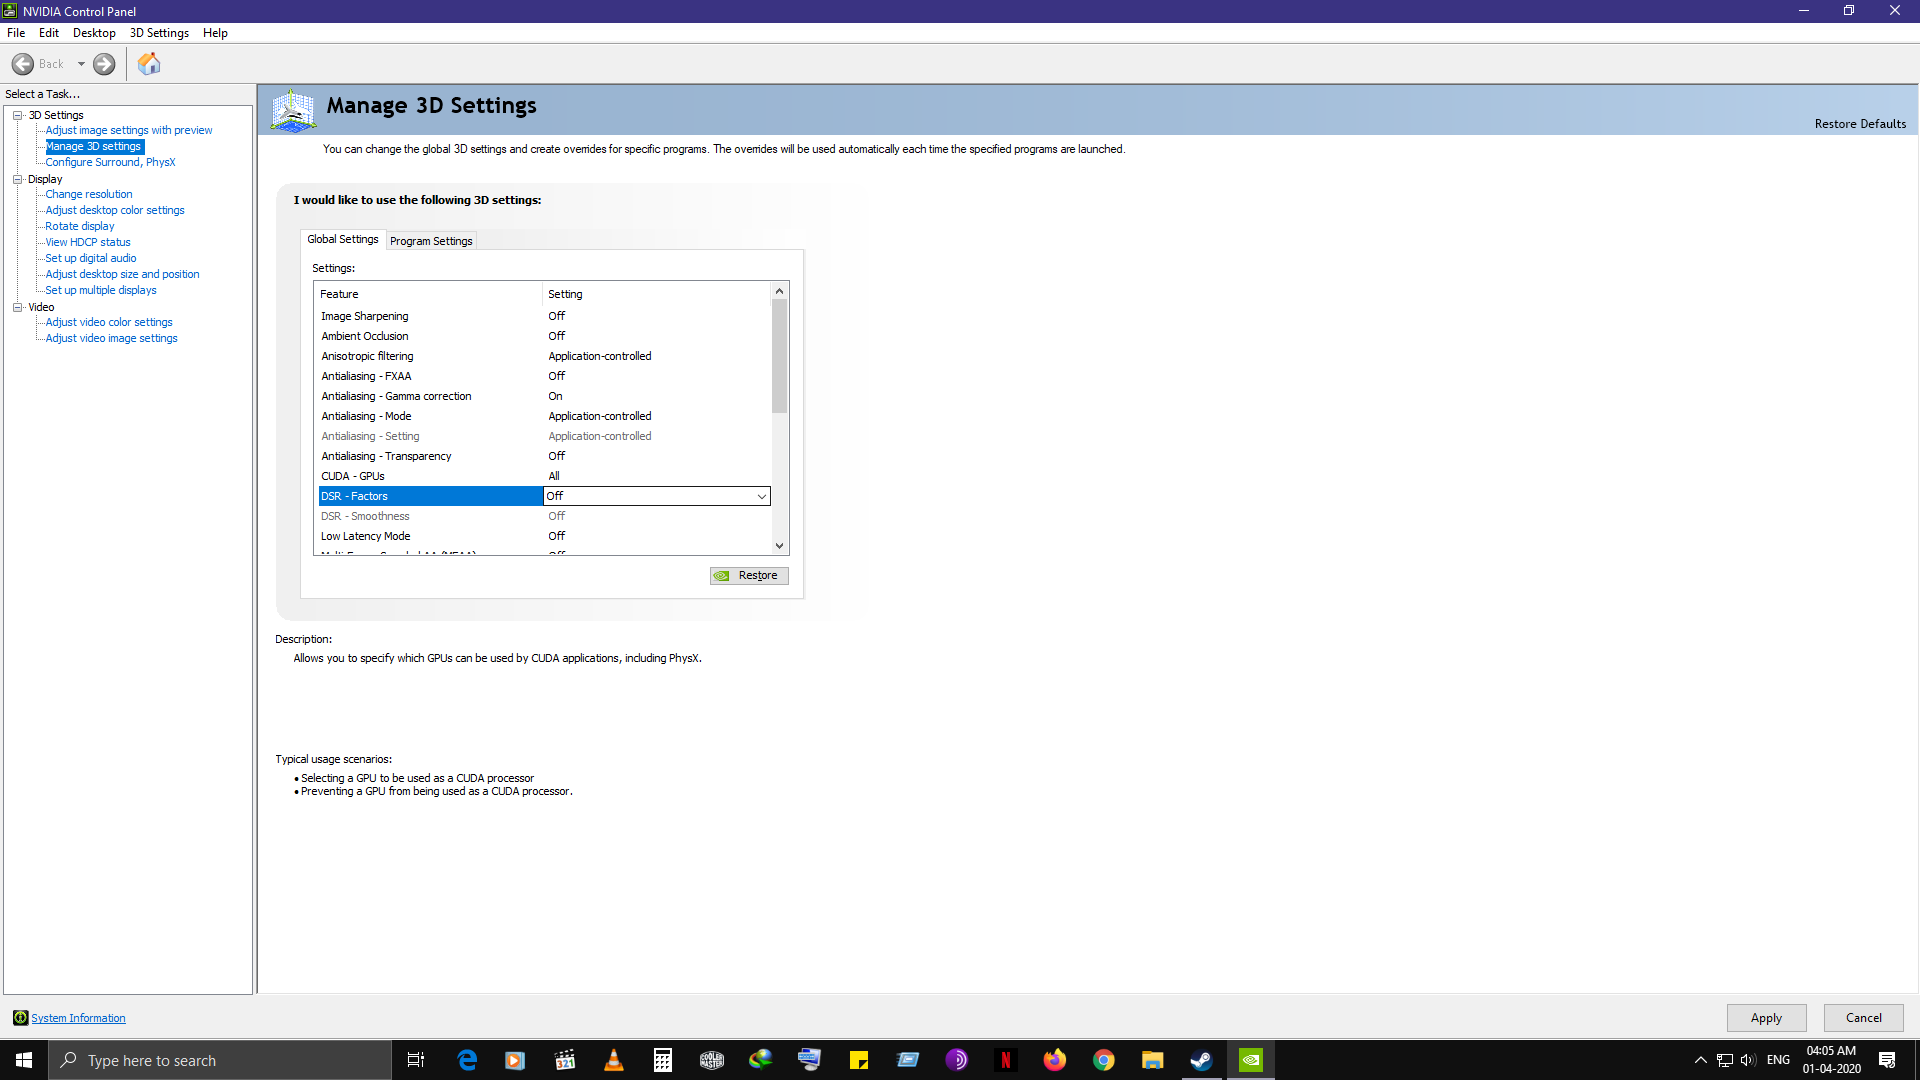 NVIDIA Control Panel
File Edit Desktop 3D Settings Help
Back
Select a Task...
3D Settings
Adjust image settings with preview
Manage 3D settings
Configure Surround, PhysX
Display
Change resolution
Adjust desktop color settings
Rotate display
View HDCP status
Set up digital audio
Adjust desktop size and position
Set up multiple displays
Video
Adjust video color settings
Adjust video image settings
Manage 3D Settings
Restore Defaults
You can change the global 3D settings and create overrides for specific programs. The overrides will be used automatically each time the specified programs are launched.
I would like to use the following 3D settings:
Global Settings Program Settings
Settings:
Feature Setting
Image Sharpening Off
Ambient Occlusion Off
Anisotropic filtering Application-controlled
Antialiasing - FXAA Off
Antialiasing - Gamma correction On
Antialiasing - Mode Application-controlled
Antialiasing - Setting Application-controlled
Antialiasing - Transparency Off
CUDA - GPUs All
DSR - Factors Off
DSR - Smoothness Off
Low Latency Mode Off
Restore
Description:
Allows you to specify which GPUs can be used by CUDA applications, including PhysX.
Typical usage scenarios:
• Selecting a GPU to be used as a CUDA processor
• Preventing a GPU from being used as a CUDA processor.
System Information
Apply Cancel
Type here to search
321
COOLER MASTER
N
ENG
04:05 AM
01-04-2020